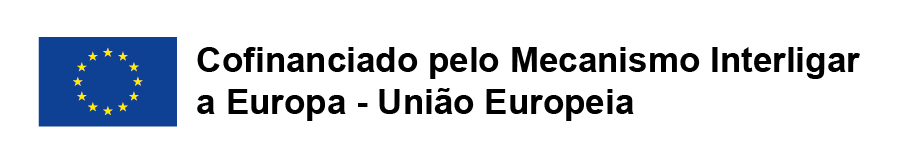 Cofinanciado pelo Mecanismo Interligar
a Europa - União Europeia